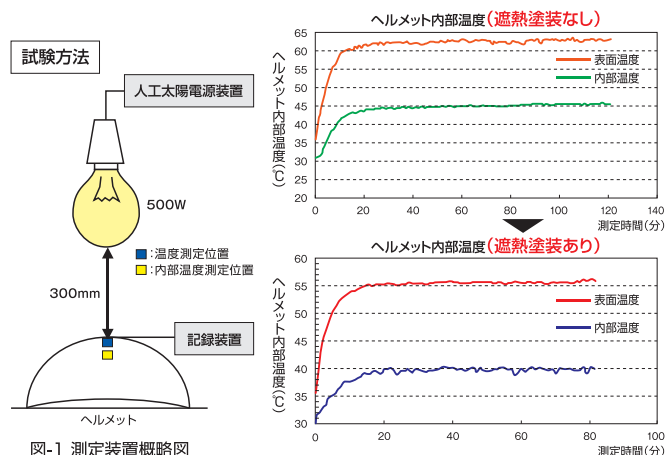 試験方法
人工太陽電源装置
500W
■:温度測定位置
■:内部温度測定位置
300mm
記録装置
ヘルメット
図-1 測定装置概略図
ヘルメット内部温度(遮熱塗装なし)
ヘルメット内部温度(℃)
65
60
55
50
45
40
35
30
25
表面温度
内部温度
0 20 40 60 80 100 120 140
測定時間(分)
ヘルメット内部温度(遮熱塗装あり)
ヘルメット内部温度(℃)
60
55
50
45
40
35
30
表面温度
内部温度
0 20 40 60 80 100
測定時間(分)